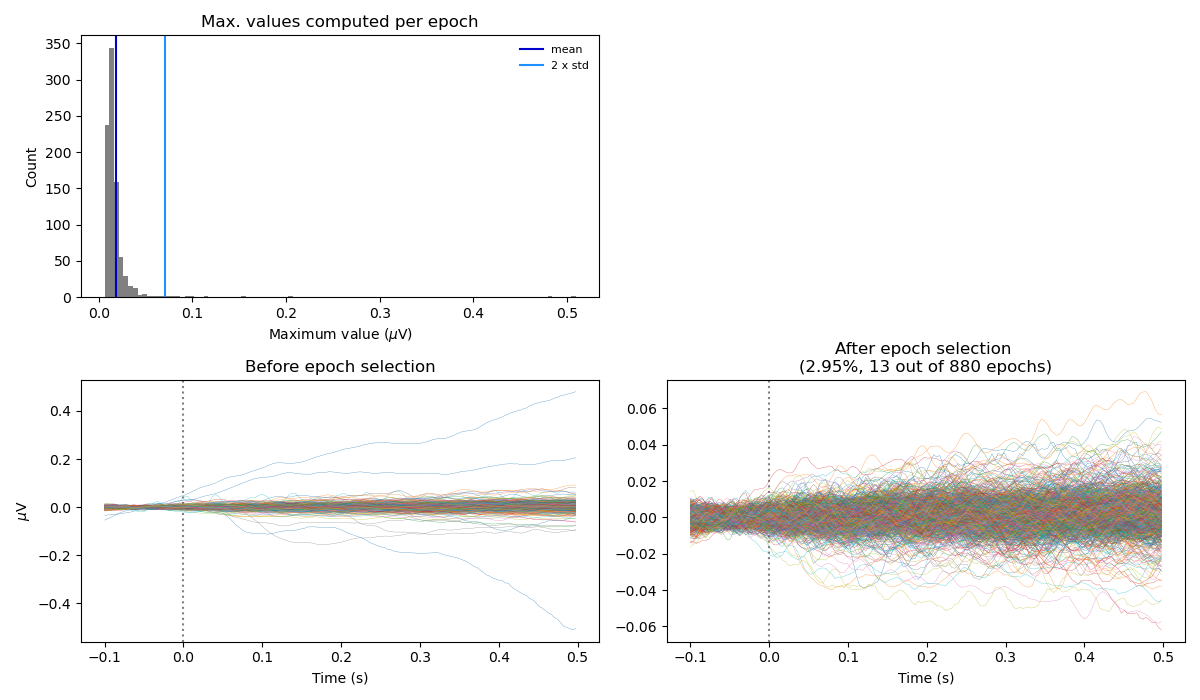 Max. values computed per epoch
350
300
250
200
150
100
50
0
Count
mean
2 x std
0.0 0.1 0.2 0.3 0.4 0.5
Maximum value (μV)
Before epoch selection
0.4
0.2
0.0
−0.2
−0.4
μV
−0.1 0.0 0.1 0.2 0.3 0.4 0.5
Time (s)
After epoch selection
(2.95%, 13 out of 880 epochs)
0.06
0.04
0.02
0.00
−0.02
−0.04
−0.06
−0.1 0.0 0.1 0.2 0.3 0.4 0.5
Time (s)